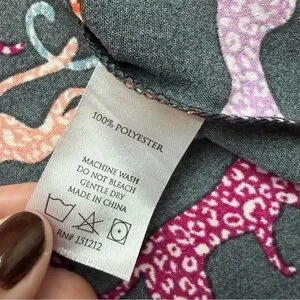 100% POLYESTER
MACHINE WASH
DO NOT BLEACH
GENTLE DRY
MADE IN CHINA
RN# 151212